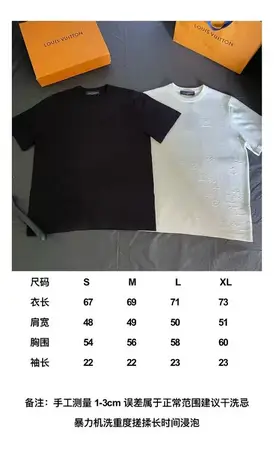 LOUIS VUITTON
LOUIS VUITTON
尺码 S M L XL
衣长 67 69 71 73
肩宽 48 49 50 51
胸围 54 56 58 60
袖长 22 22 23 23
备注：手工测量 1-3cm 误差属于正常范围建议干洗忌
暴力机洗重度搓揉长时间浸泡